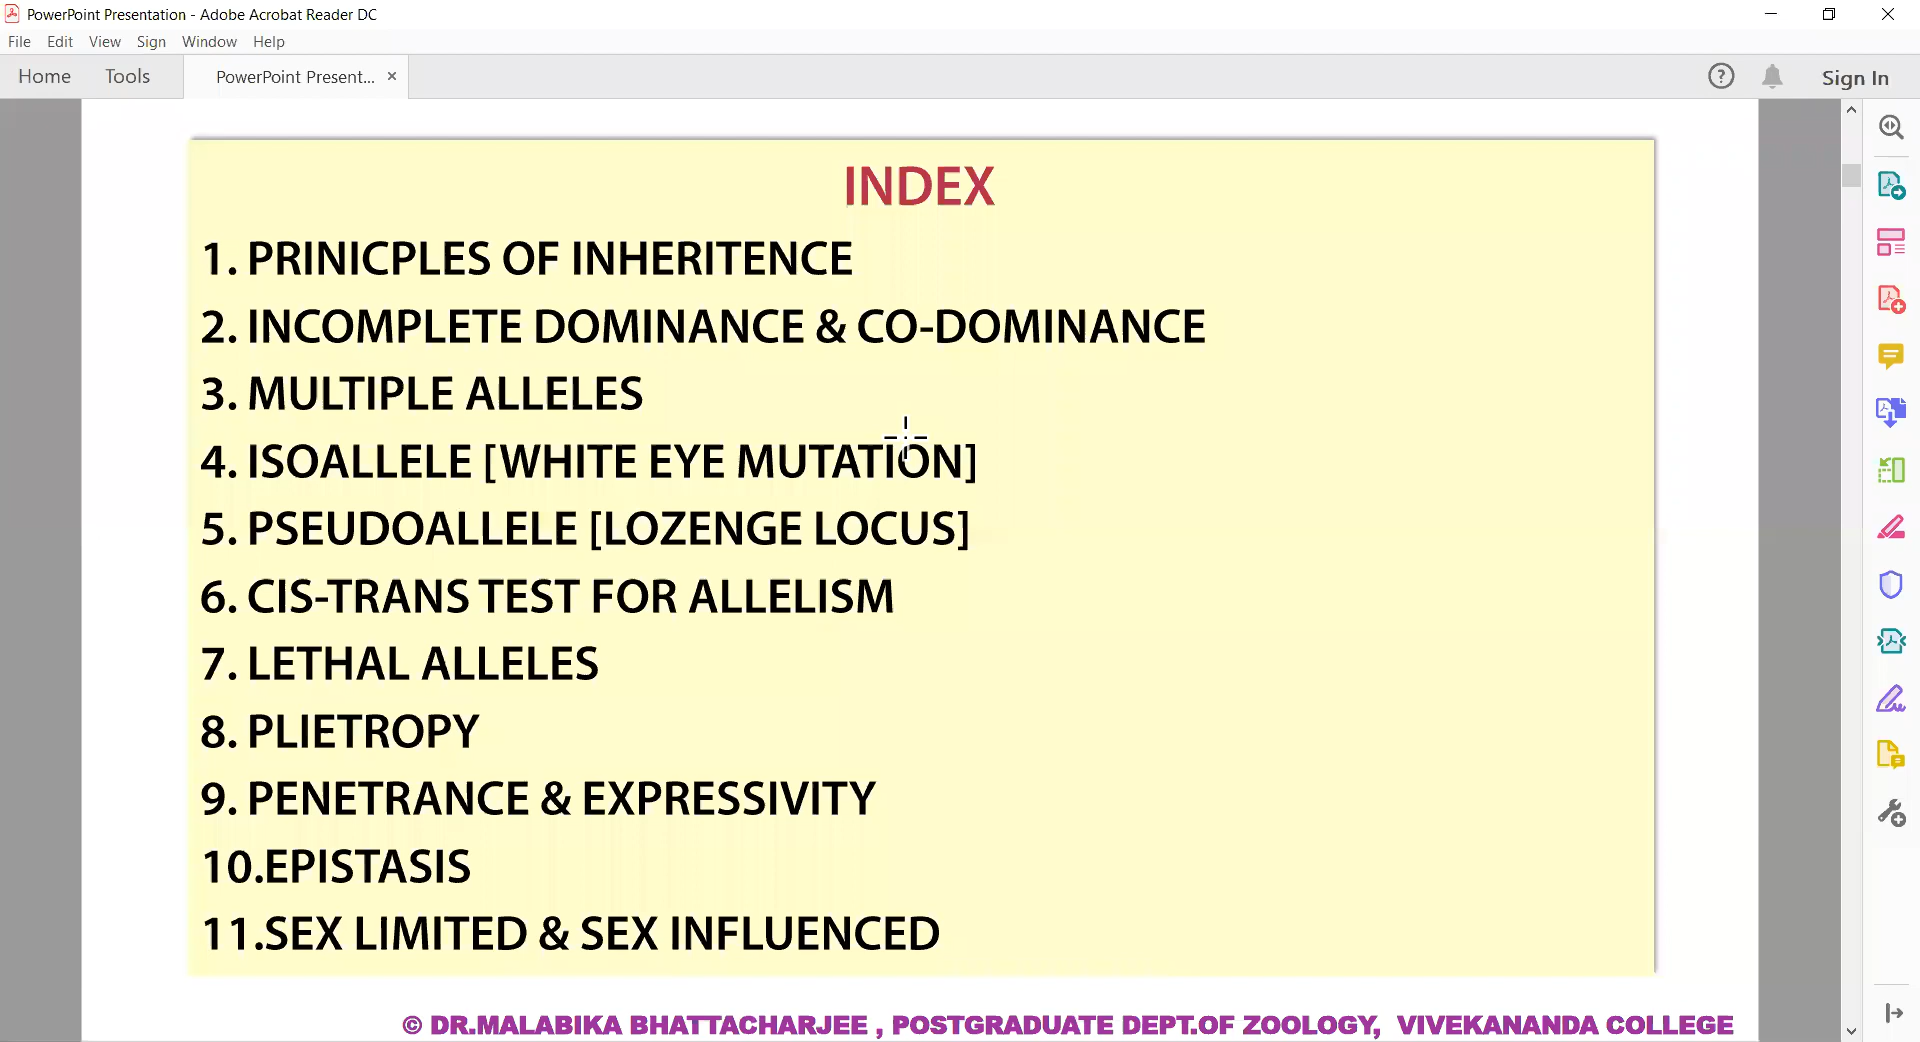 PowerPoint Presentation - Adobe Acrobat Reader DC
File Edit View Sign Window Help
Home Tools PowerPoint Present... × Sign In
INDEX
1. PRINICPLES OF INHERITENCE
2. INCOMPLETE DOMINANCE & CO-DOMINANCE
3. MULTIPLE ALLELES
4. ISOALLELE [WHITE EYE MUTATION]
5. PSEUDOALLELE [LOZENGE LOCUS]
6. CIS-TRANS TEST FOR ALLELISM
7. LETHAL ALLELES
8. PLIETROPY
9. PENETRANCE & EXPRESSIVITY
10.EPISTASIS
11.SEX LIMITED & SEX INFLUENCED
© DR.MALABIKA BHATTACHARJEE , POSTGRADUATE DEPT.OF ZOOLOGY, VIVEKANANDA COLLEGE